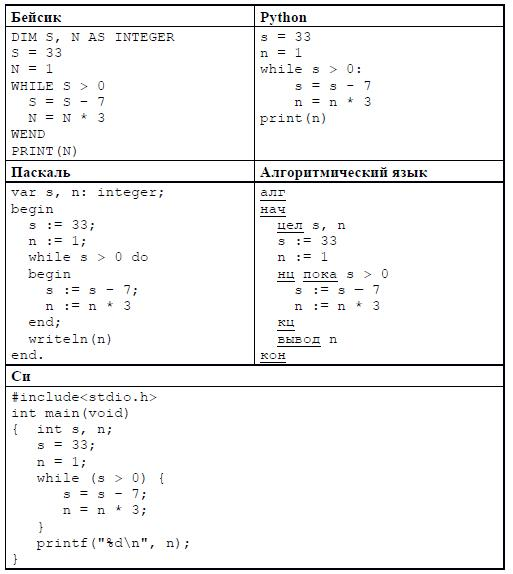 Бейсик
DIM S, N AS INTEGER
S = 33
N = 1
WHILE S > 0
S = S - 7
N = N * 3
WEND
PRINT(N)
Python
s = 33
n = 1
while s > 0:
s = s - 7
n = n * 3
print(n)
Паскаль
var s, n: integer;
begin
s := 33;
n := 1;
while s > 0 do
begin
s := s - 7;
n := n * 3
end;
writeln(n)
end.
Алгоритмический язык
алг
нач
цел s, n
s := 33
n := 1
нц пока s > 0
s := s – 7
n := n * 3
кц
вывод n
кон
Си
#include<stdio.h>
int main(void)
{ int s, n;
s = 33;
n = 1;
while (s > 0) {
s = s - 7;
n = n * 3;
}
printf("%d\n", n);
}